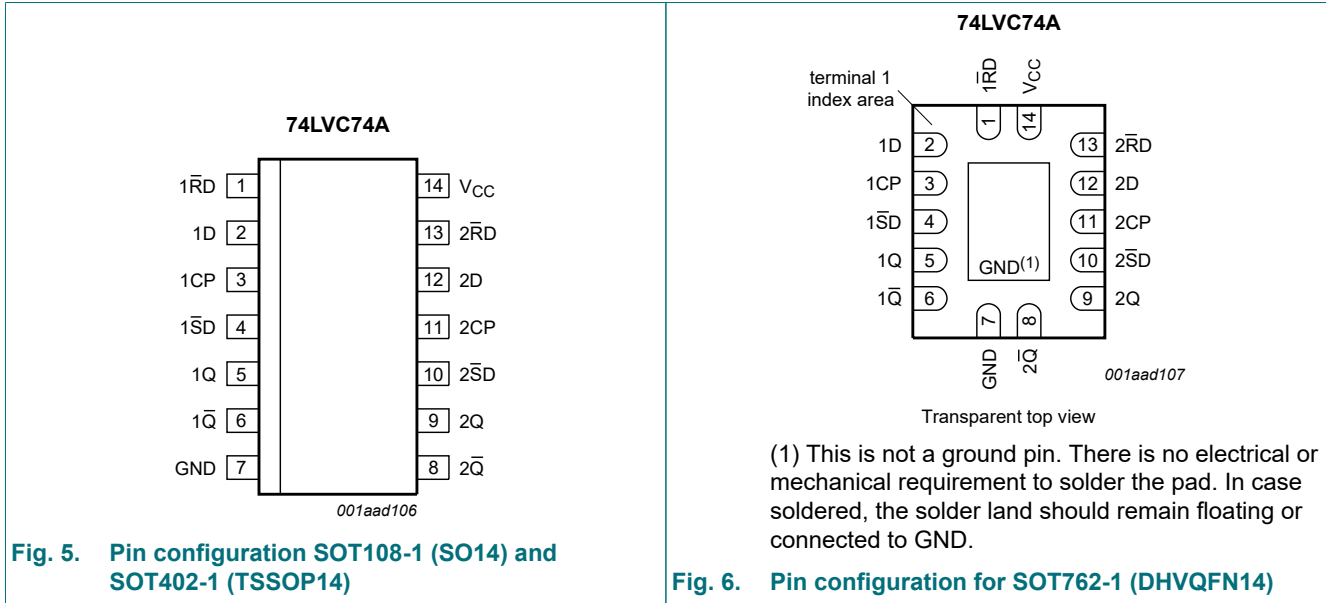 74LVC74A
1R̅D 1
14 VCC
1D 2
13 2R̅D
1CP 3
12 2D
1S̅D 4
11 2CP
1Q 5
10 2S̅D
1Q̅ 6
9 2Q
GND 7
8 2Q̅
001aad106
Fig. 5. Pin configuration SOT108-1 (SO14) and
SOT402-1 (TSSOP14)
74LVC74A
terminal 1
index area
1R̅D
VCC
1
14
1D 2
13 2R̅D
1CP 3
12 2D
1S̅D 4
11 2CP
1Q 5
10 2S̅D
1Q̅ 6
9 2Q
GND(1)
7
8
GND
2Q̅
001aad107
Transparent top view
(1) This is not a ground pin. There is no electrical or
mechanical requirement to solder the pad. In case
soldered, the solder land should remain floating or
connected to GND.
Fig. 6. Pin configuration for SOT762-1 (DHVQFN14)